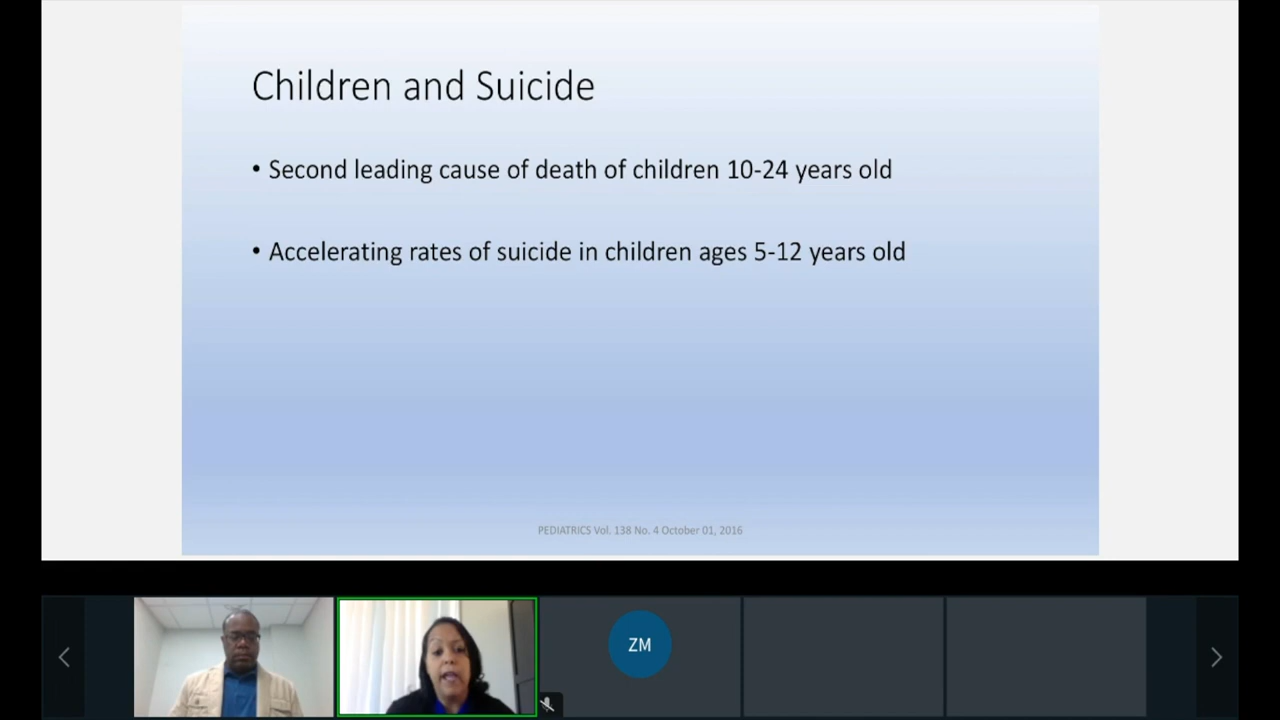 Children and Suicide
• Second leading cause of death of children 10-24 years old
• Accelerating rates of suicide in children ages 5-12 years old
PEDIATRICS Vol. 138 No. 4 October 01, 2016
ZM